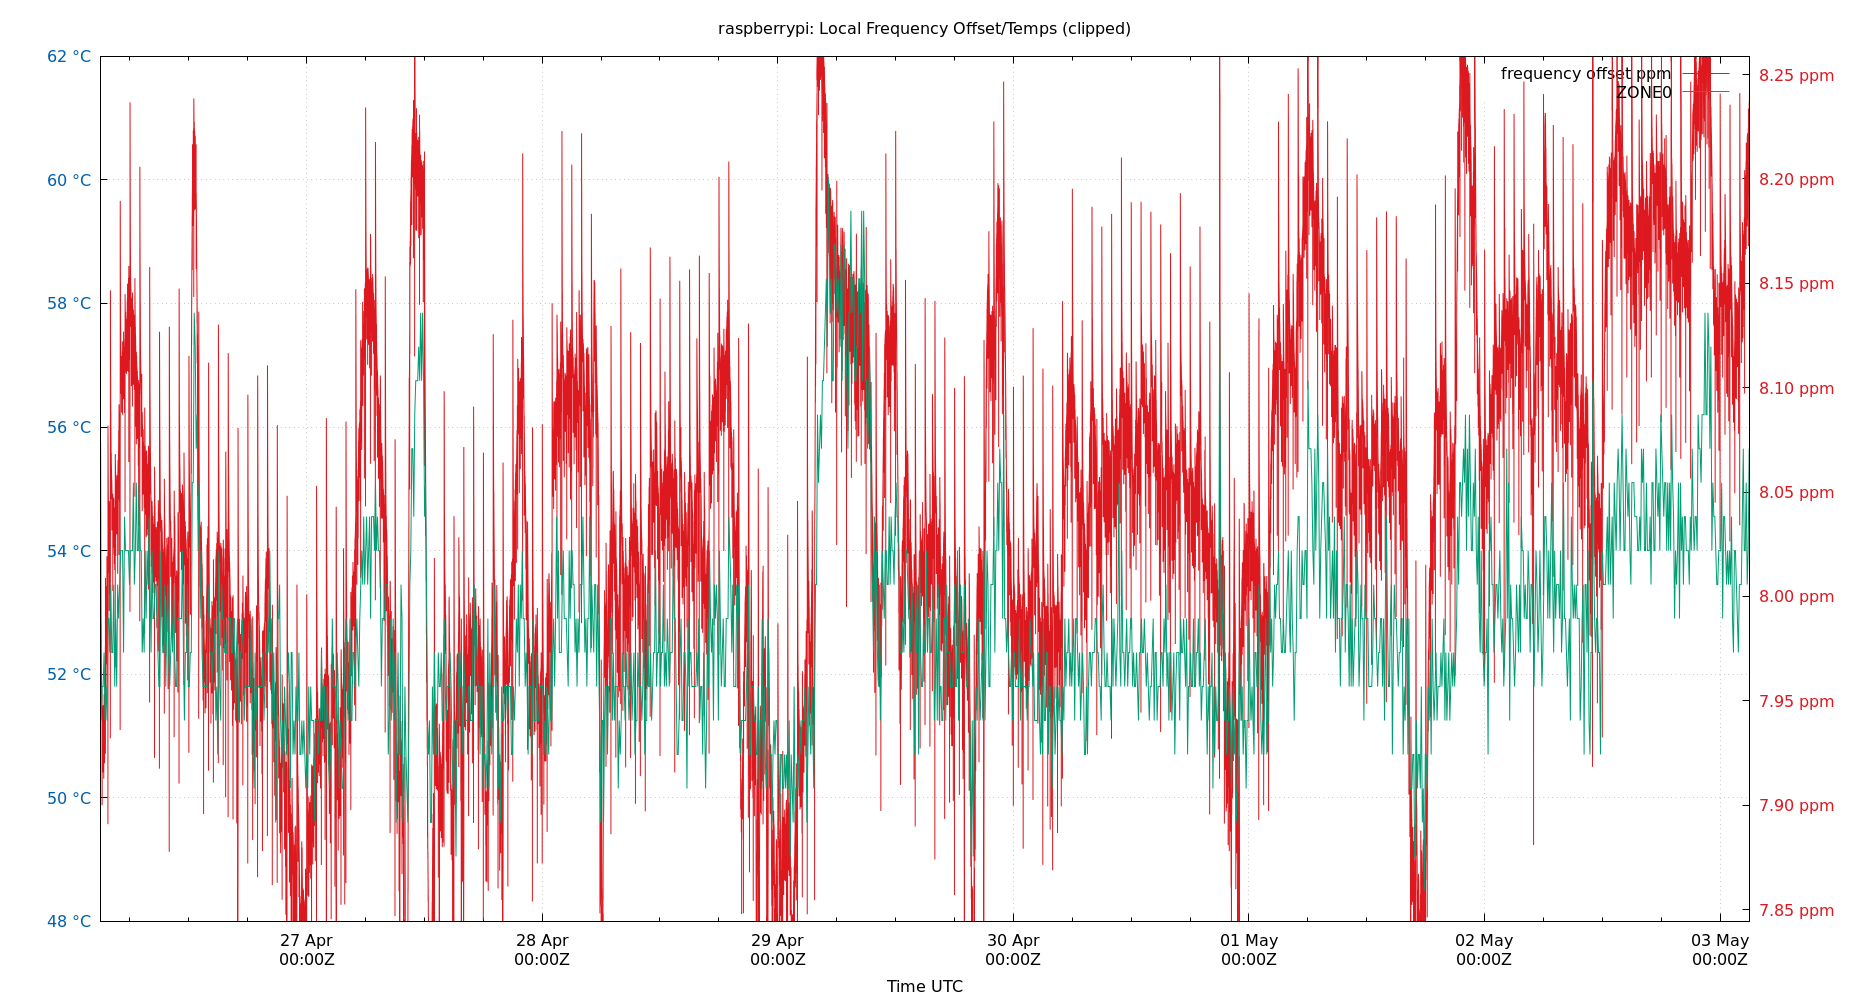 raspberrypi: Local Frequency Offset/Temps (clipped)
62 °C
60 °C
58 °C
56 °C
54 °C
52 °C
50 °C
48 °C
frequency offset ppm
ZONE0
8.25 ppm
8.20 ppm
8.15 ppm
8.10 ppm
8.05 ppm
8.00 ppm
7.95 ppm
7.90 ppm
7.85 ppm
27 Apr
00:00Z
28 Apr
00:00Z
29 Apr
00:00Z
30 Apr
00:00Z
01 May
00:00Z
02 May
00:00Z
03 May
00:00Z
Time UTC